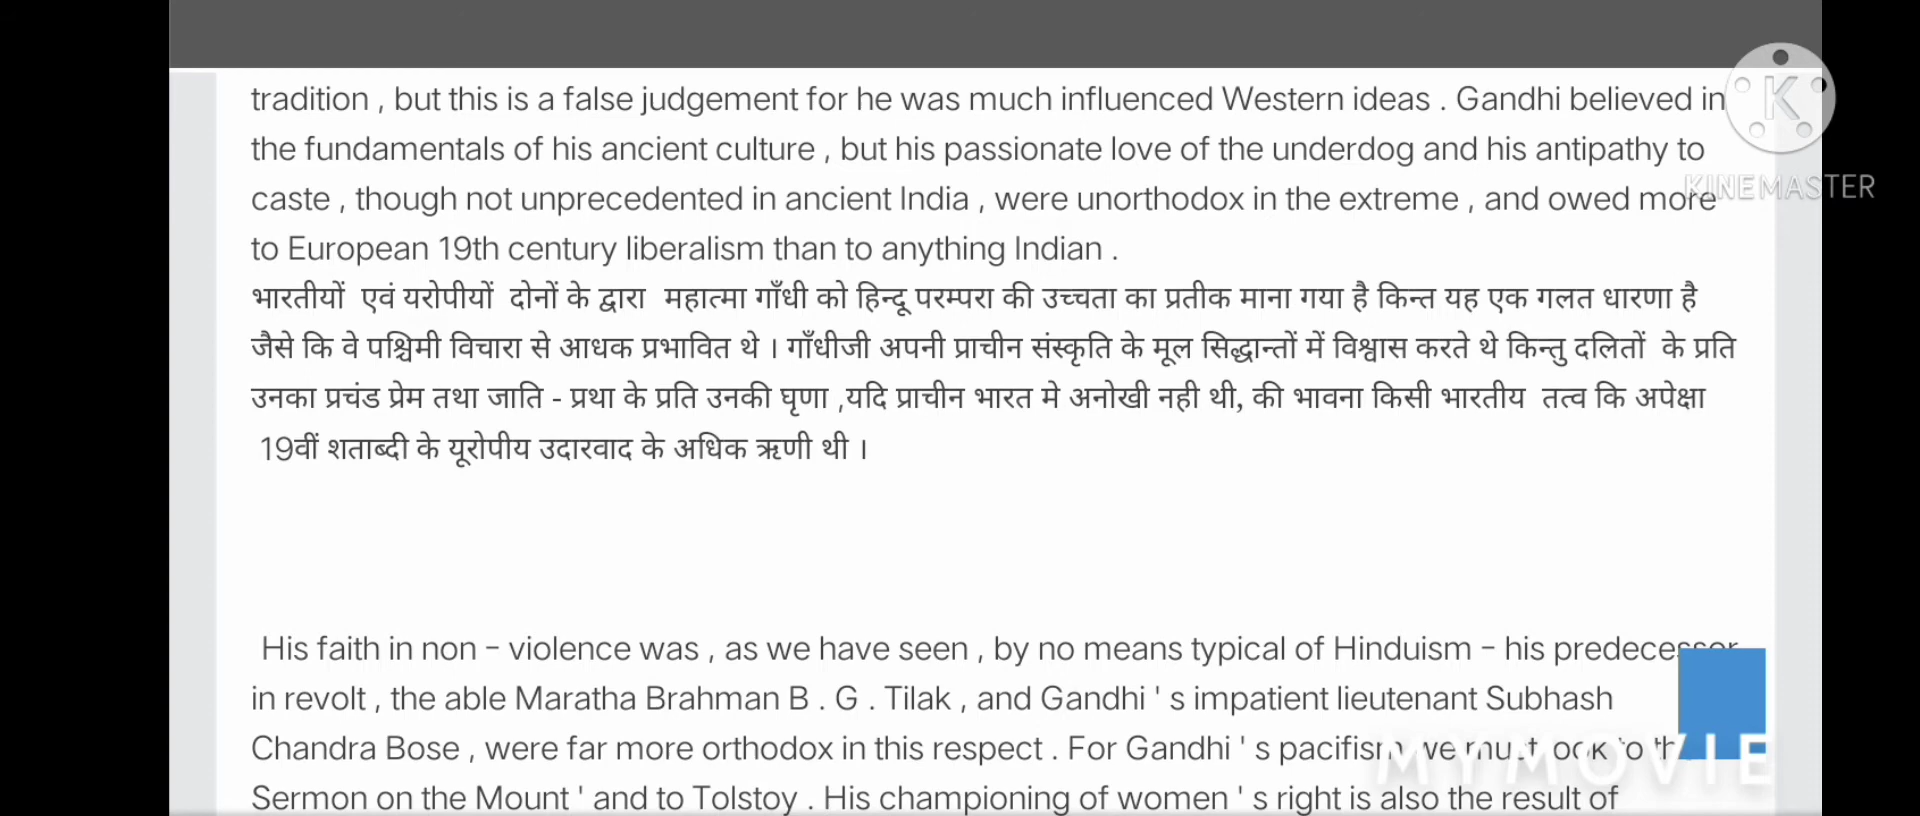 tradition , but this is a false judgement for he was much influenced Western ideas . Gandhi believed in
the fundamentals of his ancient culture , but his passionate love of the underdog and his antipathy to
caste , though not unprecedented in ancient India , were unorthodox in the extreme , and owed more
to European 19th century liberalism than to anything Indian .
भारतीयों एवं यरोपीयों दोनों के द्वारा महात्मा गाँधी को हिन्दू परम्परा की उच्चता का प्रतीक माना गया है किन्त यह एक गलत धारणा है
जैसे कि वे पश्चिमी विचारा से आधक प्रभावित थे । गाँधीजी अपनी प्राचीन संस्कृति के मूल सिद्धान्तों में विश्वास करते थे किन्तु दलितों के प्रति
उनका प्रचंड प्रेम तथा जाति - प्रथा के प्रति उनकी घृणा ,यदि प्राचीन भारत मे अनोखी नही थी, की भावना किसी भारतीय तत्व कि अपेक्षा
19वीं शताब्दी के यूरोपीय उदारवाद के अधिक ऋणी थी ।
His faith in non - violence was , as we have seen , by no means typical of Hinduism - his predecessor
in revolt , the able Maratha Brahman B . G . Tilak , and Gandhi ' s impatient lieutenant Subhash
Chandra Bose , were far more orthodox in this respect . For Gandhi ' s pacifism we must look to
Sermon on the Mount ' and to Tolstoy . His championing of women ' s right is also the result of
K
KINEMASTER
MYMOVIE